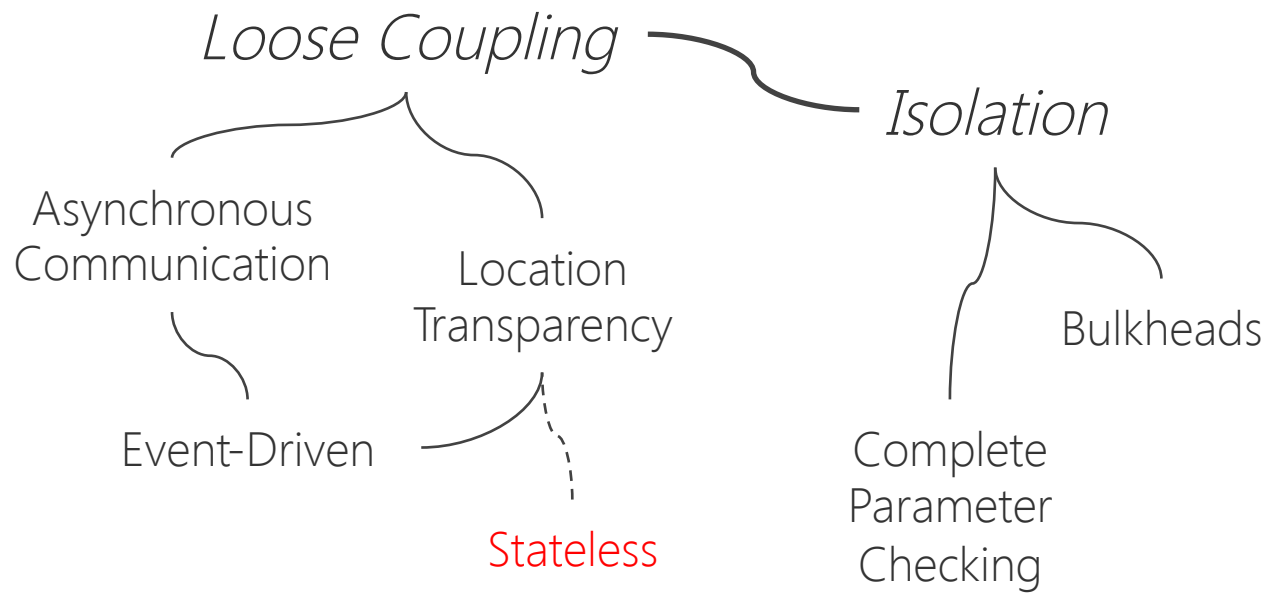 Loose Coupling
Isolation
Asynchronous
Communication
Location
Transparency
Bulkheads
Event-Driven
Complete
Parameter
Checking
Stateless